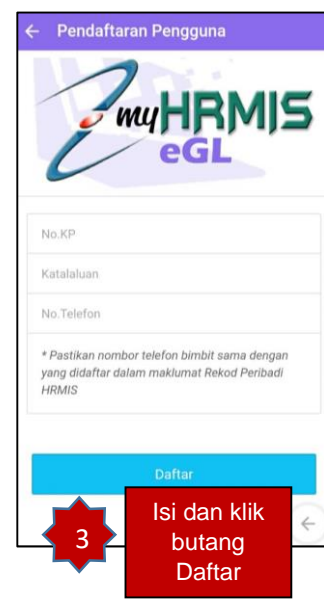 Pendaftaran Pengguna
myHRMIS
eGL
No.KP
Katalaluan
No.Telefon
* Pastikan nombor telefon bimbit sama dengan
yang didaftar dalam maklumat Rekod Peribadi
HRMIS
Daftar
3
Isi dan klik
butang
Daftar